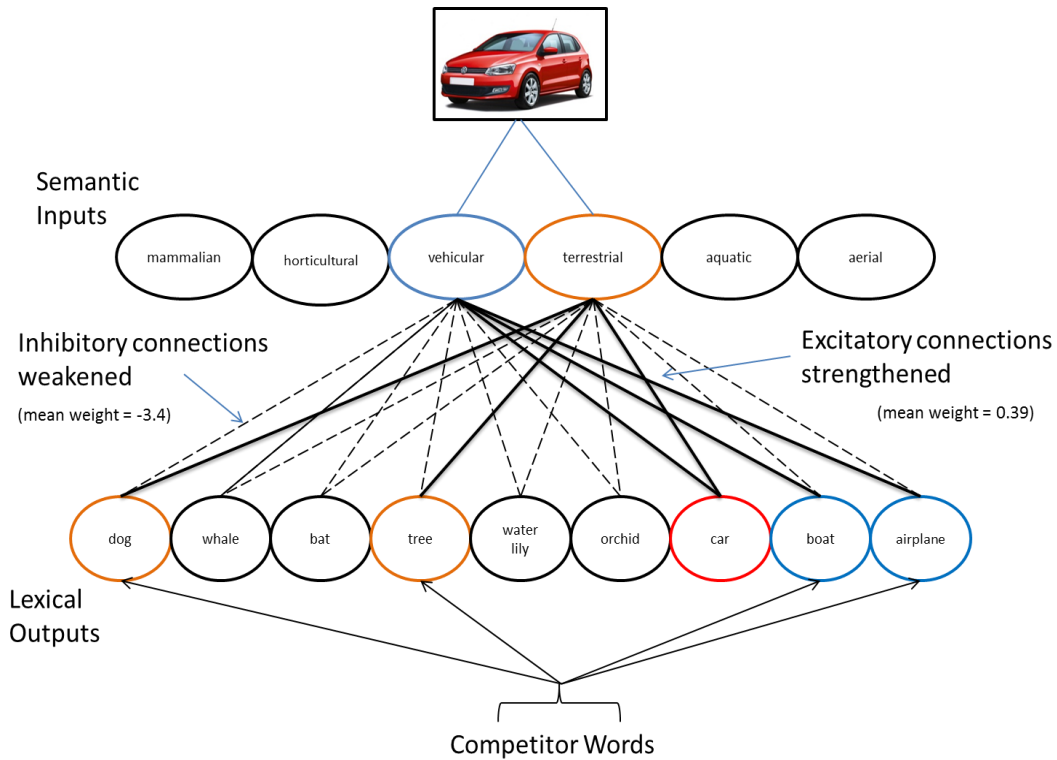 Semantic
Inputs
mammalian
horticultural
vehicular
terrestrial
aquatic
aerial
Inhibitory connections
weakened
(mean weight = -3.4)
Excitatory connections
strengthened
(mean weight = 0.39)
dog
whale
bat
tree
water
lily
orchid
car
boat
airplane
Lexical
Outputs
Competitor Words